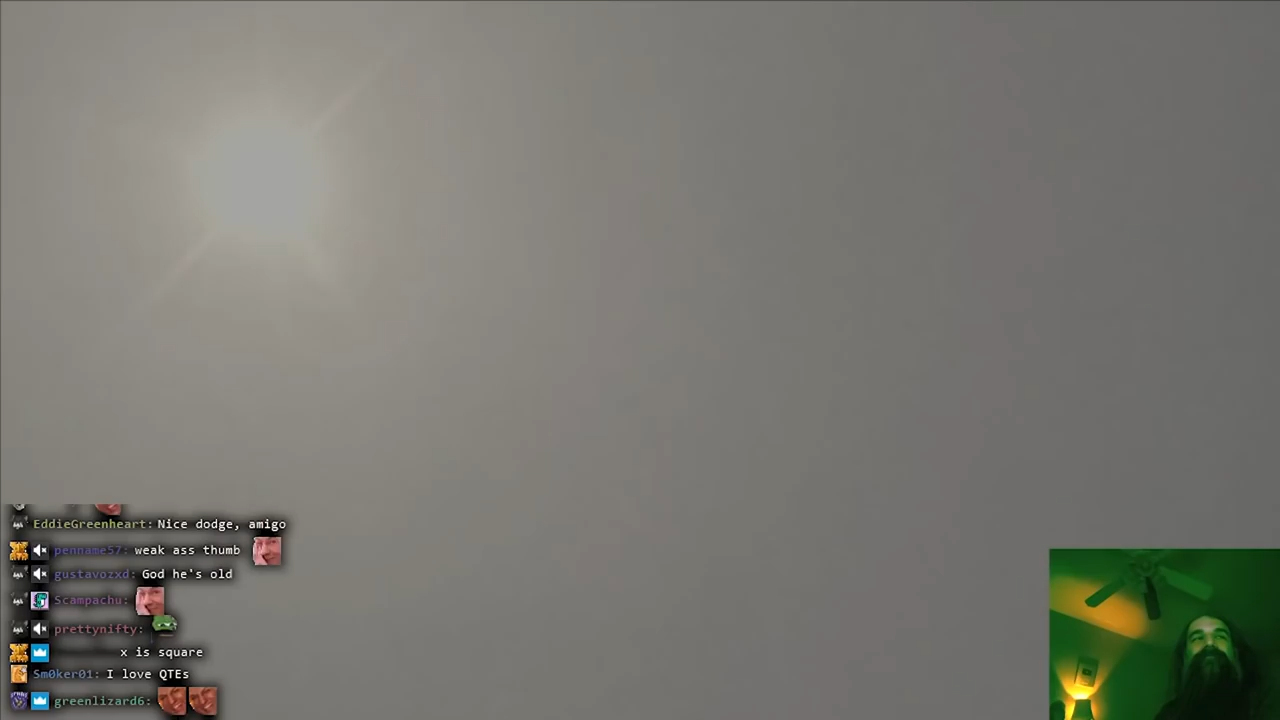 EddieGreenheart: Nice dodge, amigo
penname57: weak ass thumb
gustavozxd: God he's old
Scampachu:
prettynifty:
x is square
Sm0ker01: I love QTEs
greenlizard6: